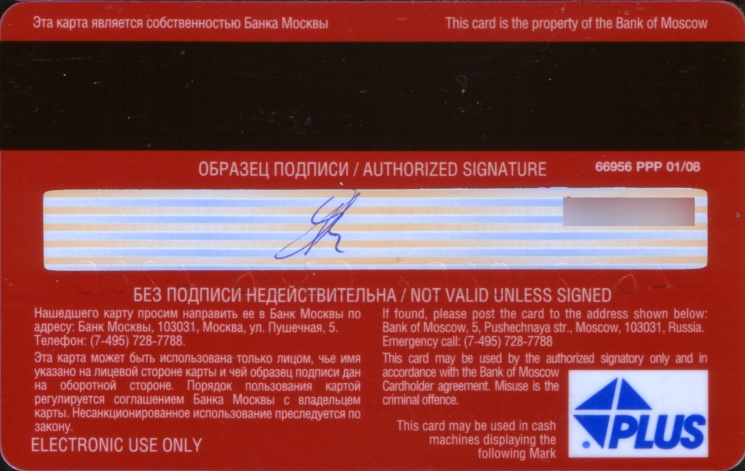 Эта карта является собственностью Банка Москвы
This card is the property of the Bank of Moscow
ОБРАЗЕЦ ПОДПИСИ / AUTHORIZED SIGNATURE
66956 PPP 01/08
БЕЗ ПОДПИСИ НЕДЕЙСТВИТЕЛЬНА / NOT VALID UNLESS SIGNED
Нашедшего карту просим направить ее в Банк Москвы по
адресу: Банк Москвы, 103031, Москва, ул. Пушечная, 5.
Телефон: (7-495) 728-7788.
Эта карта может быть использована только лицом, чье имя
указано на лицевой стороне карты и чей образец подписи дан
на оборотной стороне. Порядок пользования картой
регулируется соглашением Банка Москвы с владельцем
карты. Несанкционированное использование преследуется по
закону.
ELECTRONIC USE ONLY
If found, please post the card to the address shown below:
Bank of Moscow, 5, Pushechnaya str., Moscow, 103031, Russia.
Emergency call: (7-495) 728-7788
This card may be used by the authorized signatory only and in
accordance with the Bank of Moscow
Cardholder agreement. Misuse is the
criminal offence.
This card may be used in cash
machines displaying the
following Mark
PLUS